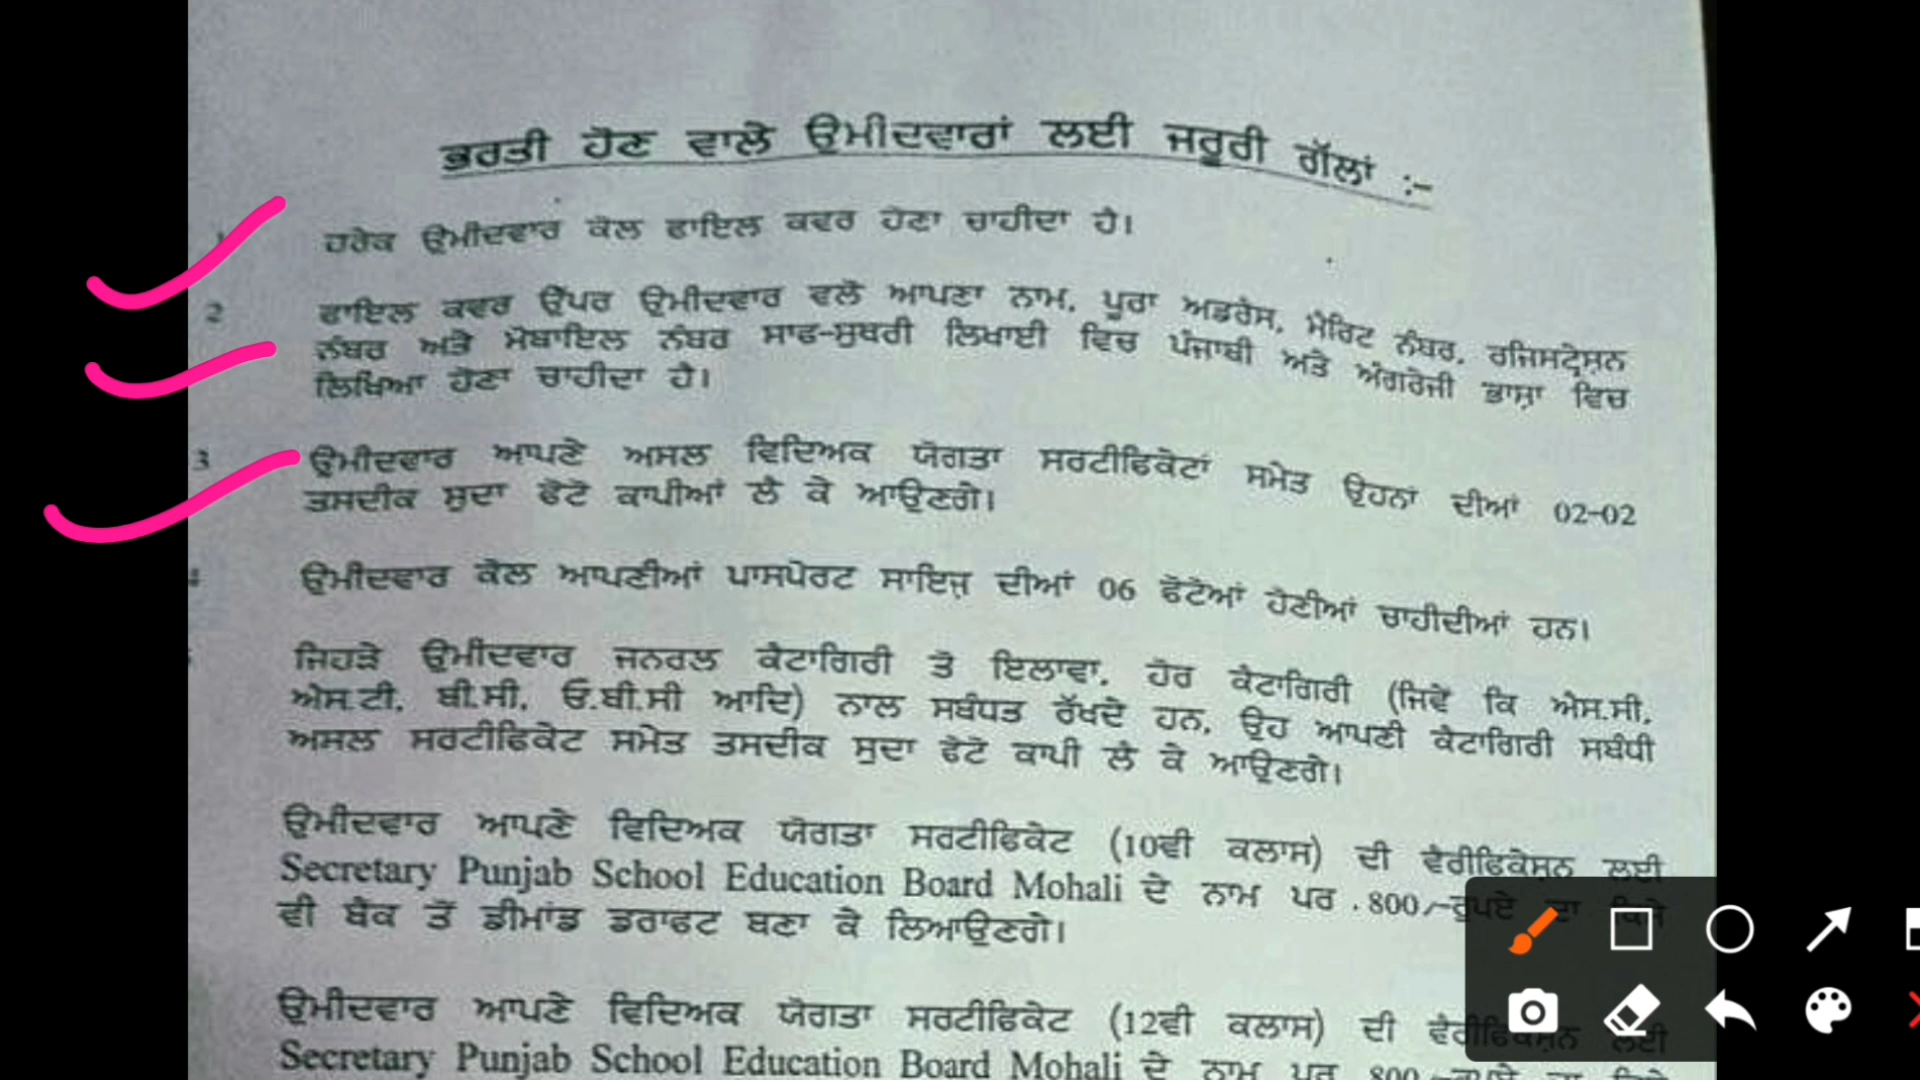 ਭਰਤੀ ਹੋਣ ਵਾਲੇ ਉਮੀਦਵਾਰਾਂ ਲਈ ਜਰੂਰੀ ਗੱਲਾਂ :-
ਹਰੇਕ ਉਮੀਦਵਾਰ ਕੋਲ ਫਾਇਲ ਕਵਰ ਹੋਣਾ ਚਾਹੀਦਾ ਹੈ।
2 ਫਾਇਲ ਕਵਰ ਉੱਪਰ ਉਮੀਦਵਾਰ ਵਲੋਂ ਆਪਣਾ ਨਾਮ, ਪੂਰਾ ਅਡਰੇਸ, ਮੈਰਿਟ ਨੰਬਰ, ਰਜਿਸਟ੍ਰੇਸ਼ਨ
ਨੰਬਰ ਅਤੇ ਮੋਬਾਇਲ ਨੰਬਰ ਸਾਫ-ਸੁਥਰੀ ਲਿਖਾਈ ਵਿਚ ਪੰਜਾਬੀ ਅਤੇ ਅੰਗਰੇਜੀ ਭਾਸ਼ਾ ਵਿਚ
ਲਿਖਿਆ ਹੋਣਾ ਚਾਹੀਦਾ ਹੈ।
3 ਉਮੀਦਵਾਰ ਆਪਣੇ ਅਸਲ ਵਿਦਿਅਕ ਯੋਗਤਾ ਸਰਟੀਫਿਕੇਟਾਂ ਸਮੇਤ ਉਹਨਾਂ ਦੀਆਂ 02-02
ਤਸਦੀਕ ਸੁਦਾ ਫੋਟੋ ਕਾਪੀਆਂ ਲੈ ਕੇ ਆਉਣਗੇ।
4 ਉਮੀਦਵਾਰ ਕੋਲ ਆਪਣੀਆਂ ਪਾਸਪੋਰਟ ਸਾਇਜ਼ ਦੀਆਂ 06 ਫੋਟੋਆਂ ਹੋਣੀਆਂ ਚਾਹੀਦੀਆਂ ਹਨ।
ਜਿਹੜੇ ਉਮੀਦਵਾਰ ਜਨਰਲ ਕੈਟਾਗਿਰੀ ਤੋ ਇਲਾਵਾ, ਹੋਰ ਕੈਟਾਗਿਰੀ (ਜਿਵੇਂ ਕਿ ਐਸ.ਸੀ,
ਐਸ.ਟੀ, ਬੀ.ਸੀ, ਓ.ਬੀ.ਸੀ ਆਦਿ) ਨਾਲ ਸਬੰਧਤ ਰੱਖਦੇ ਹਨ, ਉਹ ਆਪਣੀ ਕੈਟਾਗਿਰੀ ਸਬੰਧੀ
ਅਸਲ ਸਰਟੀਫਿਕੇਟ ਸਮੇਤ ਤਸਦੀਕ ਸੁਦਾ ਫੋਟੋ ਕਾਪੀ ਲੈ ਕੇ ਆਉਣਗੇ।
ਉਮੀਦਵਾਰ ਆਪਣੇ ਵਿਦਿਅਕ ਯੋਗਤਾ ਸਰਟੀਫਿਕੇਟ (10ਵੀ ਕਲਾਸ) ਦੀ ਵੈਰੀਫਿਕੇਸ਼ਨ ਲਈ
Secretary Punjab School Education Board Mohali ਦੇ ਨਾਮ ਪਰ 800/-ਰੁਪਏ ਦਾ ਕਿਸੇ
ਵੀ ਬੈਂਕ ਤੋਂ ਡੀਮਾਂਡ ਡਰਾਫਟ ਬਣਾ ਕੇ ਲਿਆਉਣਗੇ।
ਉਮੀਦਵਾਰ ਆਪਣੇ ਵਿਦਿਅਕ ਯੋਗਤਾ ਸਰਟੀਫਿਕੇਟ (12ਵੀ ਕਲਾਸ) ਦੀ ਵੈਰੀਫਿਕੇਸ਼ਨ ਲਈ
Secretary Punjab School Education Board Mohali ਦੇ ਨਾਮ ਪਰ 800